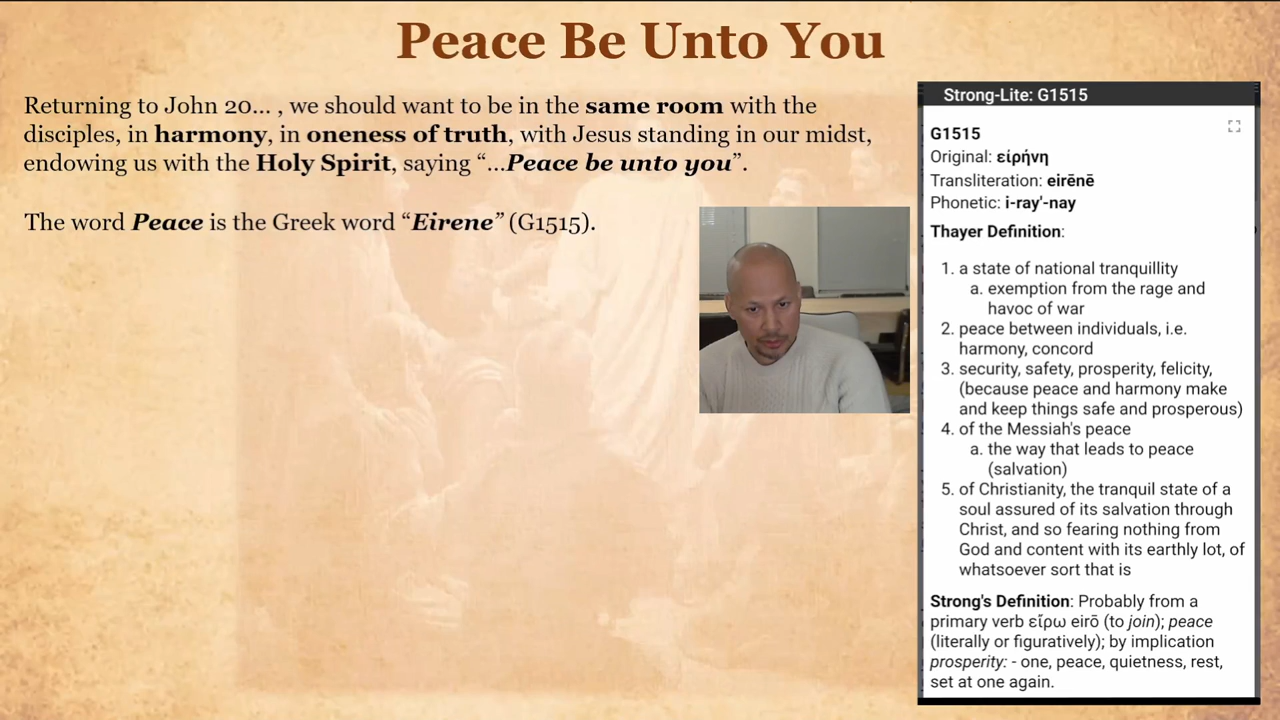 Peace Be Unto You
Returning to John 20... , we should want to be in the same room with the
disciples, in harmony, in oneness of truth, with Jesus standing in our midst,
endowing us with the Holy Spirit, saying “...Peace be unto you”.
The word Peace is the Greek word “Eirene” (G1515).
Strong-Lite: G1515
G1515
Original: εἰρήνη
Transliteration: eirēnē
Phonetic: i-ray'-nay
Thayer Definition:
1. a state of national tranquillity
a. exemption from the rage and
havoc of war
2. peace between individuals, i.e.
harmony, concord
3. security, safety, prosperity, felicity,
(because peace and harmony make
and keep things safe and prosperous)
4. of the Messiah's peace
a. the way that leads to peace
(salvation)
5. of Christianity, the tranquil state of a
soul assured of its salvation through
Christ, and so fearing nothing from
God and content with its earthly lot, of
whatsoever sort that is
Strong's Definition: Probably from a
primary verb εἴρω eirō (to join); peace
(literally or figuratively); by implication
prosperity: - one, peace, quietness, rest,
set at one again.